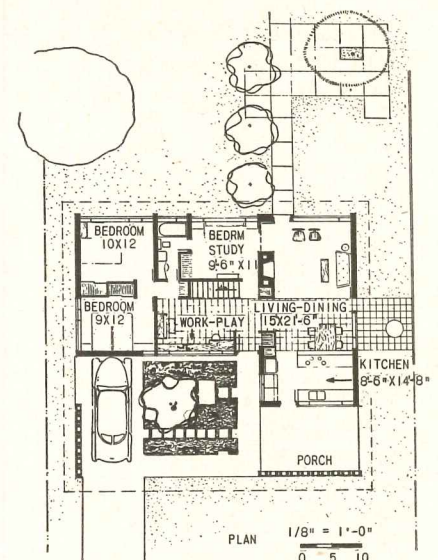 BEDROOM
10X12
BEDRM
STUDY
9'-6" X 11
BEDROOM
9X12
WORK-PLAY
LIVING-DINING
15X21'-6"
KITCHEN
8'-6"X14'-8"
PORCH
PLAN
1/8" = 1'-0"
0 5 10